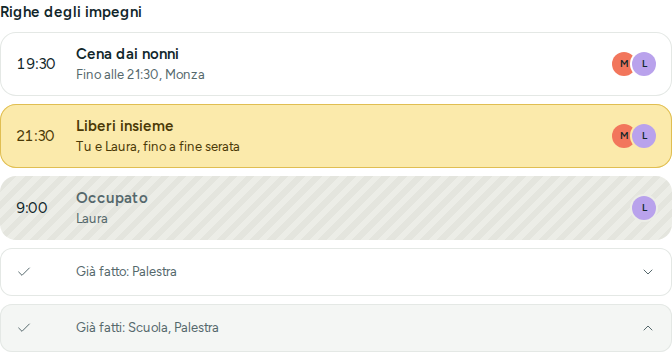 Righe degli impegni
19:30 Cena dai nonni M L
Fino alle 21:30, Monza
21:30 Liberi insieme M L
Tu e Laura, fino a fine serata
9:00 Occupato L
Laura
Già fatto: Palestra
Già fatti: Scuola, Palestra